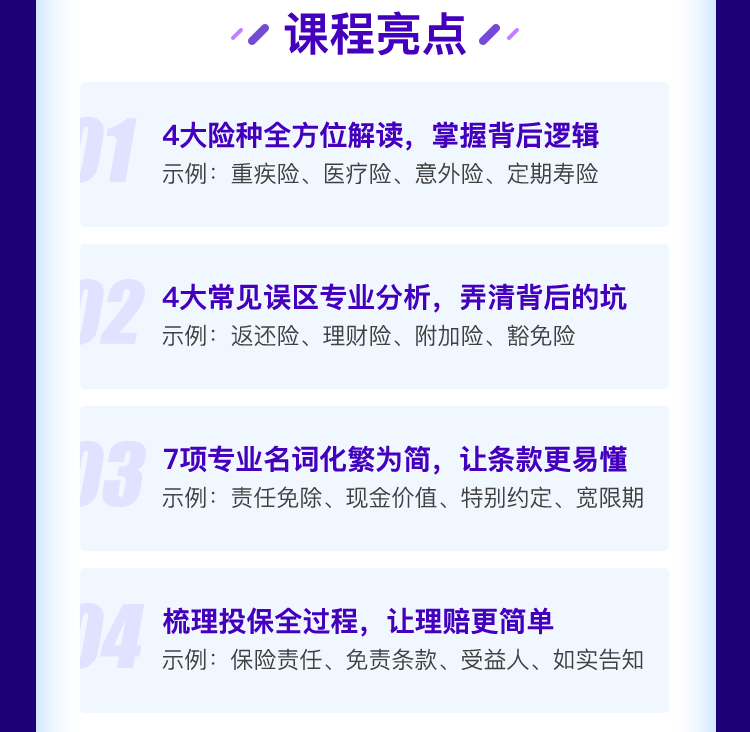 课程亮点
01
4大险种全方位解读，掌握背后逻辑
示例：重疾险、医疗险、意外险、定期寿险
02
4大常见误区专业分析，弄清背后的坑
示例：返还险、理财险、附加险、豁免险
03
7项专业名词化繁为简，让条款更易懂
示例：责任免除、现金价值、特别约定、宽限期
04
梳理投保全过程，让理赔更简单
示例：保险责任、免责条款、受益人、如实告知